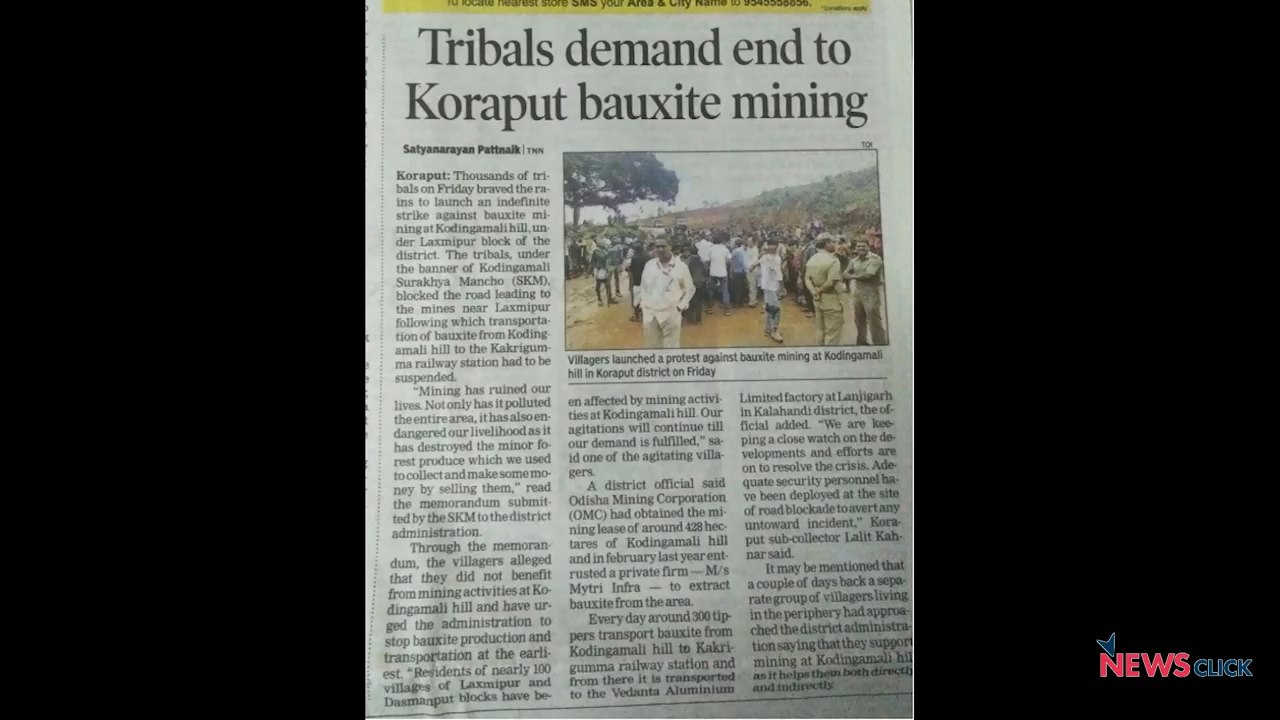 To locate nearest store SMS your Area & City Name to 9545558856.
*Conditions apply
Tribals demand end to
Koraput bauxite mining
Satyanarayan Pattnaik | TNN
Koraput: Thousands of tri-
bals on Friday braved the ra-
ins to launch an indefinite
strike against bauxite mi-
ning at Kodingamali hill, un-
der Laxmipur block of the
district. The tribals, under
the banner of Kodingamali
Surakhya Mancho (SKM),
blocked the road leading to
the mines near Laxmipur
following which transporta-
tion of bauxite from Koding-
amali hill to the Kakrigum-
ma railway station had to be
suspended.
"Mining has ruined our
lives. Not only has it polluted
the entire area, it has also en-
dangered our livelihood as it
has destroyed the minor fo-
rest produce which we used
to collect and make some mo-
ney by selling them," read
the memorandum submit-
ted by the SKM to the district
administration.
Through the memoran-
dum, the villagers alleged
that they did not benefit
from mining activities at Ko-
dingamali hill and have ur-
ged the administration to
stop bauxite production and
transportation at the earli-
est. "Residents of nearly 100
villages of Laxmipur and
Dasmanput blocks have be-
TOI
Villagers launched a protest against bauxite mining at Kodingamali
hill in Koraput district on Friday
en affected by mining activi-
ties at Kodingamali hill. Our
agitations will continue till
our demand is fulfilled," sa-
id one of the agitating villa-
gers.
A district official said
Odisha Mining Corporation
(OMC) had obtained the mi-
ning lease of around 428 hec-
tares of Kodingamali hill
and in february last year ent-
rusted a private firm — M/s
Mytri Infra — to extract
bauxite from the area.
Every day around 300 tip-
pers transport bauxite from
Kodingamali hill to Kakri-
gumma railway station and
from there it is transported
to the Vedanta Aluminium
Limited factory at Lanjigarh
in Kalahandi district, the of-
ficial added. "We are kee-
ping a close watch on the de-
velopments and efforts are
on to resolve the crisis. Ade-
quate security personnel ha-
ve been deployed at the site
of road blockade to avert any
untoward incident," Kora-
put sub-collector Lalit Kah-
nar said.
It may be mentioned that
a couple of days back a sepa-
rate group of villagers living
in the periphery had approa-
ched the district administra-
tion saying that they support
mining at Kodingamali hil
as it helps them both directl
and indirectly.
NEWSCLICK